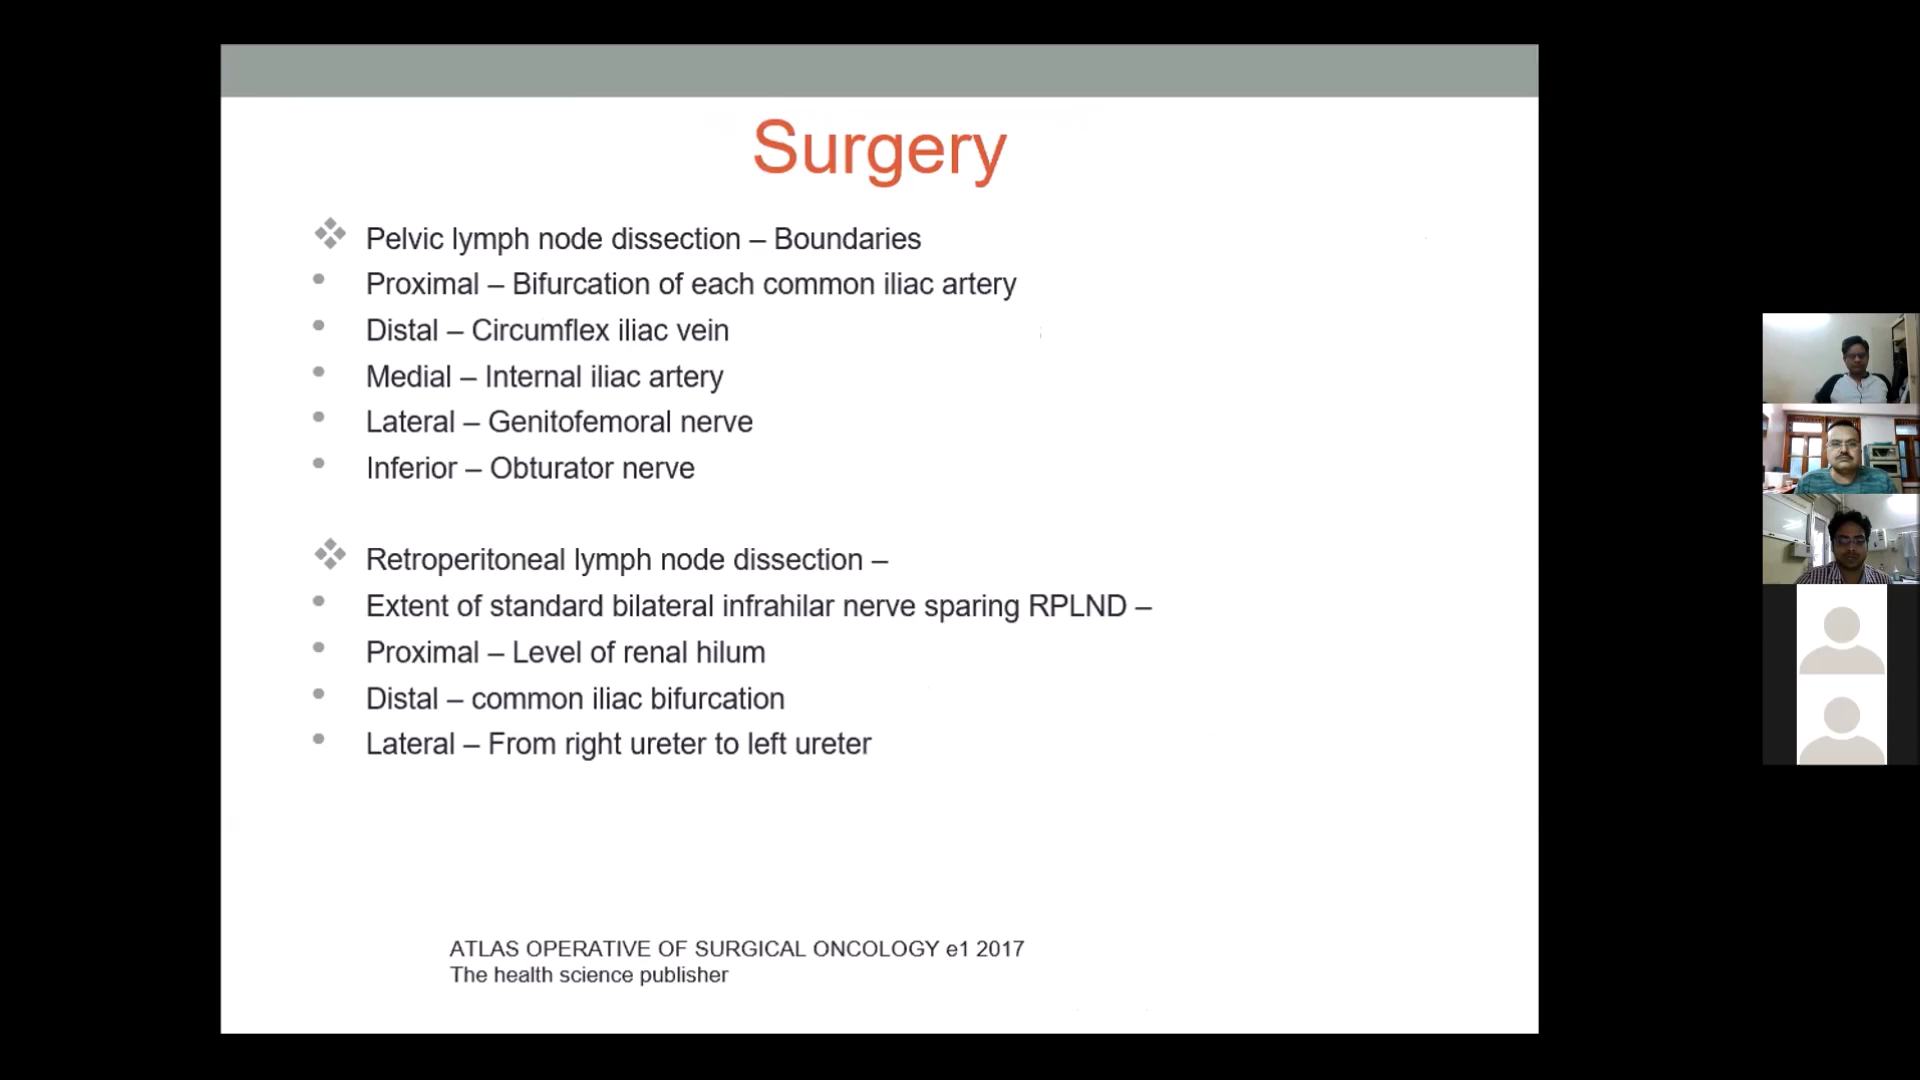 Surgery
Pelvic lymph node dissection – Boundaries
Proximal – Bifurcation of each common iliac artery
Distal – Circumflex iliac vein
Medial – Internal iliac artery
Lateral – Genitofemoral nerve
Inferior – Obturator nerve
Retroperitoneal lymph node dissection –
Extent of standard bilateral infrahilar nerve sparing RPLND –
Proximal – Level of renal hilum
Distal – common iliac bifurcation
Lateral – From right ureter to left ureter
ATLAS OPERATIVE OF SURGICAL ONCOLOGY e1 2017
The health science publisher